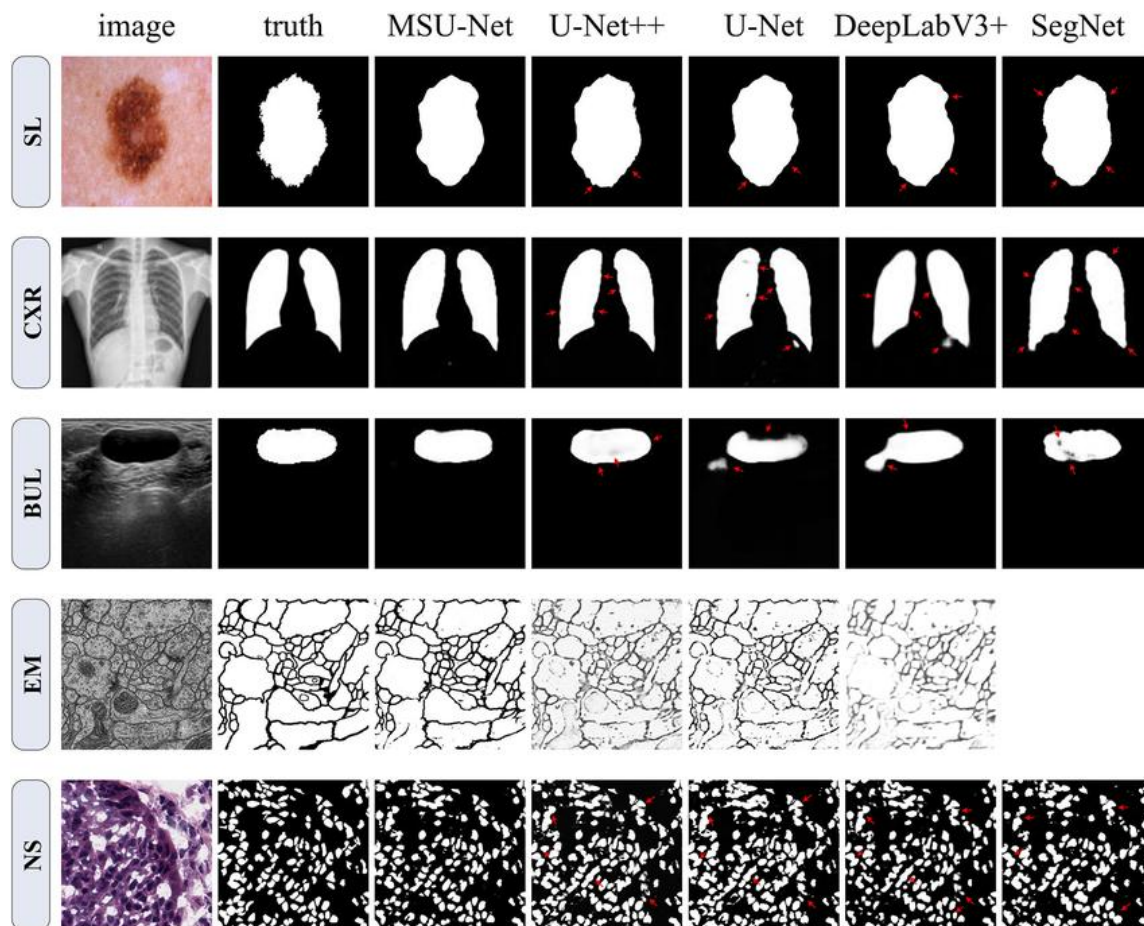 image truth MSU-Net U-Net++ U-Net DeepLabV3+ SegNet
SL
CXR
BUL
EM
NS